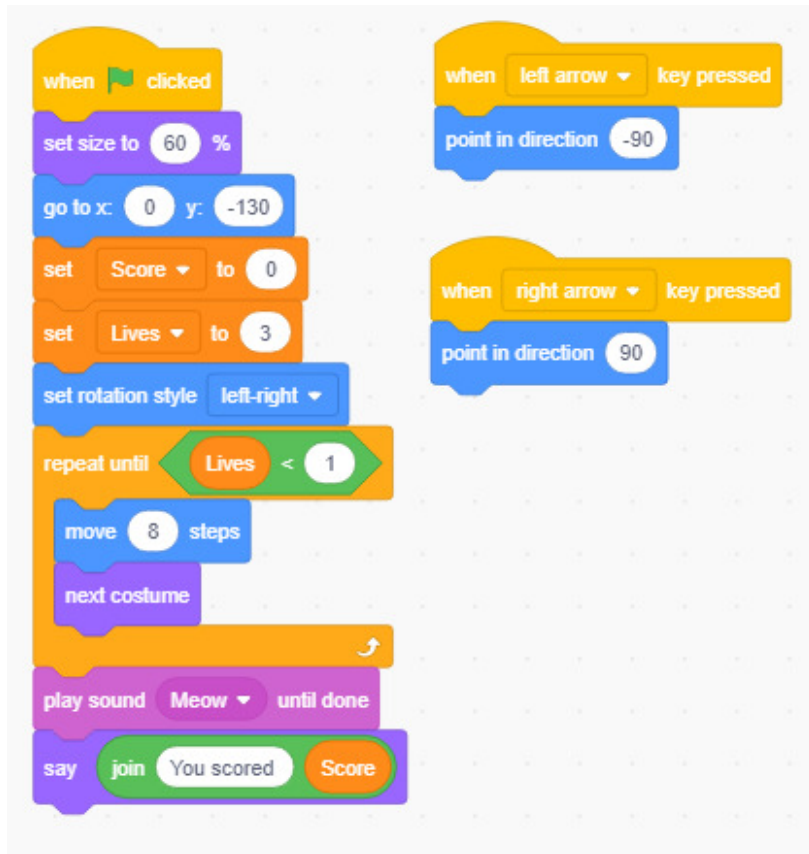 when clicked
set size to 60 %
go to x: 0 y: -130
set Score to 0
set Lives to 3
set rotation style left-right
repeat until Lives < 1
move 8 steps
next costume
play sound Meow until done
say join You scored Score
when left arrow key pressed
point in direction -90
when right arrow key pressed
point in direction 90